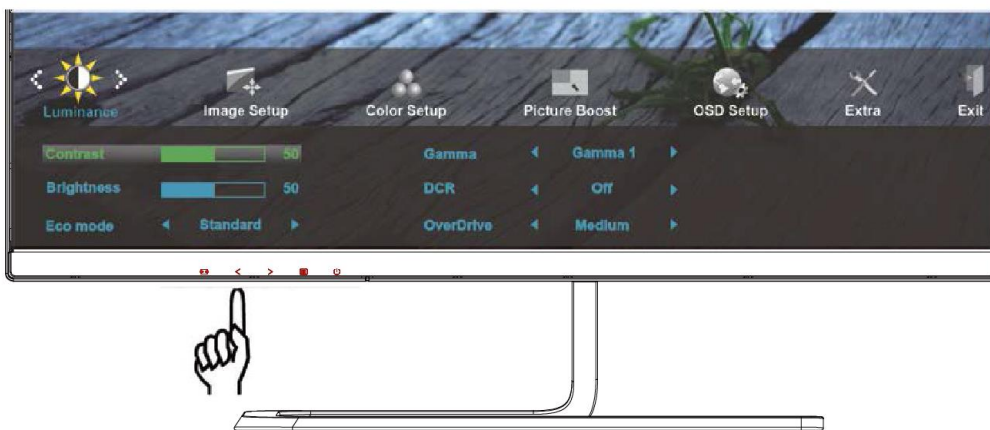 Luminance Image Setup Color Setup Picture Boost OSD Setup Extra Exit
Contrast 50 Gamma Gamma 1
Brightness 50 DCR Off
Eco mode Standard OverDrive Medium